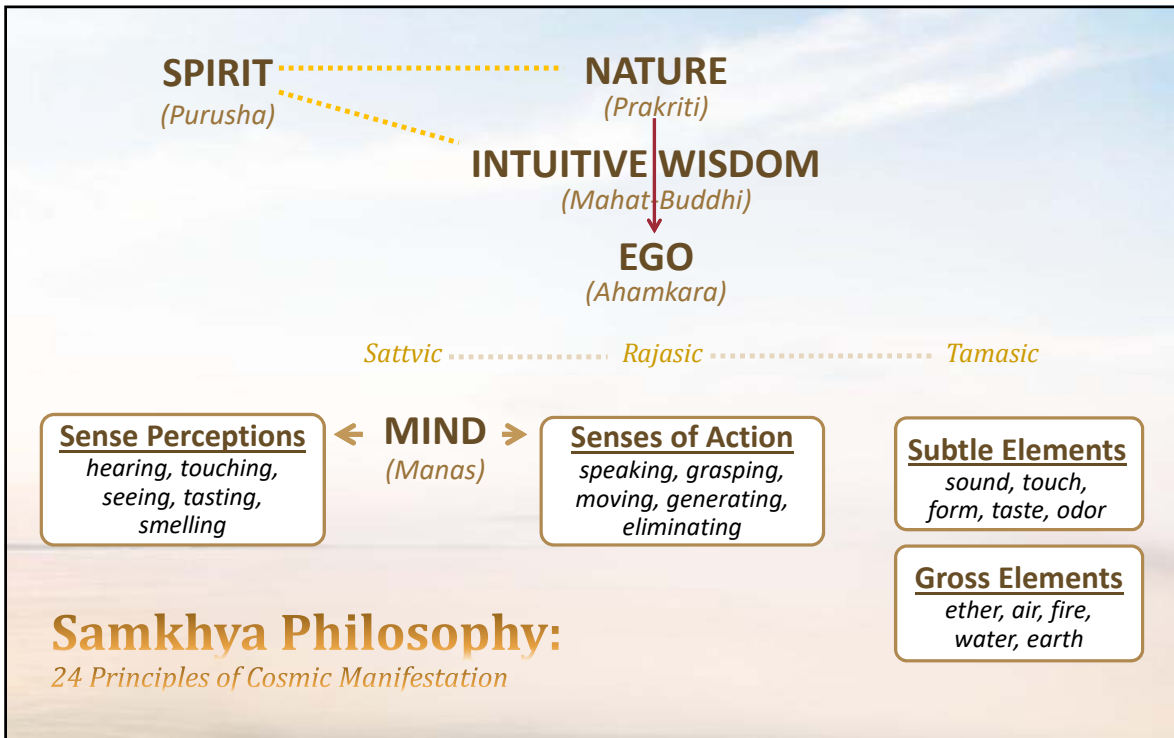 SPIRIT
(Purusha)
NATURE
(Prakriti)
INTUITIVE WISDOM
(Mahat-Buddhi)
EGO
(Ahamkara)
Sattvic
Rajasic
Tamasic
Sense Perceptions
hearing, touching,
seeing, tasting,
smelling
MIND
(Manas)
Senses of Action
speaking, grasping,
moving, generating,
eliminating
Subtle Elements
sound, touch,
form, taste, odor
Gross Elements
ether, air, fire,
water, earth
Samkhya Philosophy:
24 Principles of Cosmic Manifestation